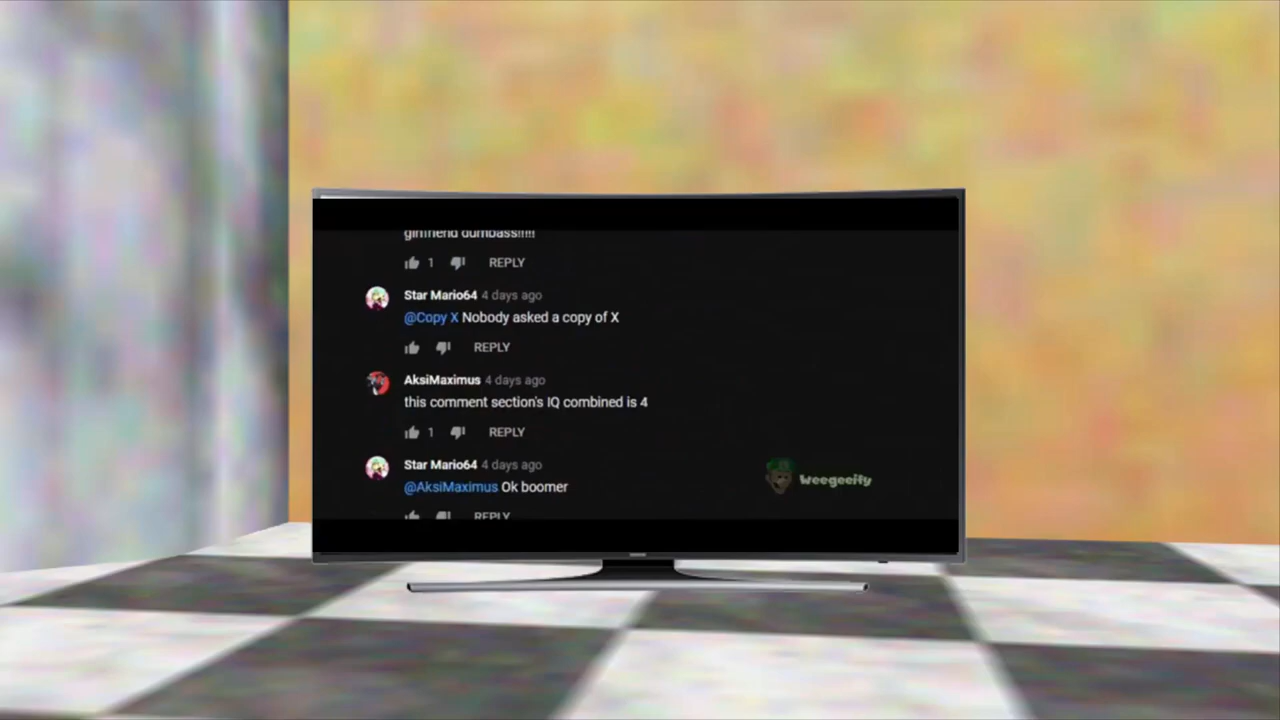 girlfriend dumbass!!!!!
1 REPLY
Star Mario64 4 days ago
@Copy X Nobody asked a copy of X
REPLY
AksiMaximus 4 days ago
this comment section's IQ combined is 4
1 REPLY
Star Mario64 4 days ago
@AksiMaximus Ok boomer
Weegeeify
REPLY